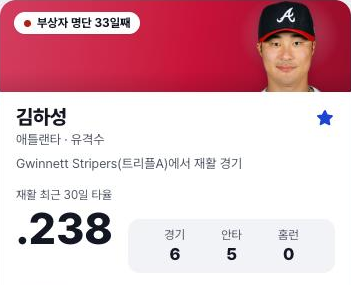 부상자 명단 33일째
김하성
애틀랜타 · 유격수
Gwinnett Stripers(트리플A)에서 재활 경기
재활 최근 30일 타율
.238
경기 안타 홈런
6 5 0